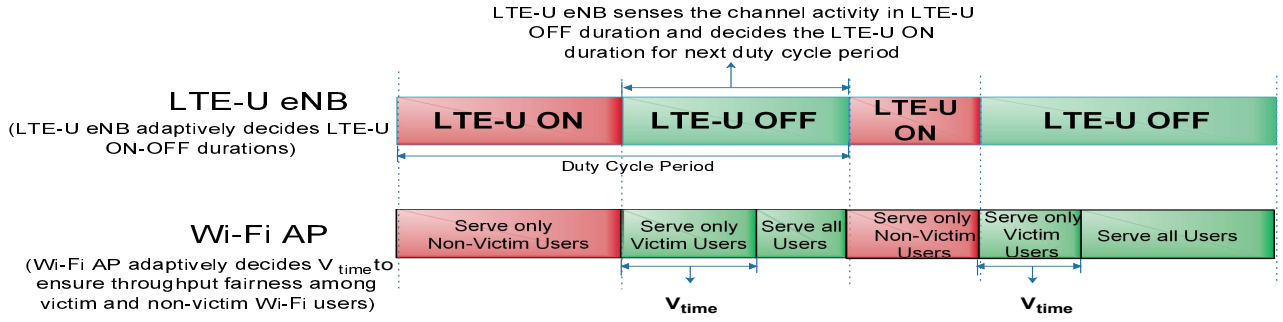 LTE-U eNB senses the channel activity in LTE-U
OFF duration and decides the LTE-U ON
duration for next duty cycle period
LTE-U eNB
(LTE-U eNB adaptively decides LTE-U
ON-OFF durations)
LTE-U ON
LTE-U OFF
LTE-U
ON
LTE-U OFF
Duty Cycle Period
Wi-Fi AP
(Wi-Fi AP adaptively decides V time to
ensure throughput fairness among
victim and non-victim Wi-Fi users)
Serve only
Non-Victim Users
Serve only
Victim Users
Serve all
Users
Serve only
Non-Victim
Users
Serve only
Victim
Users
Serve all Users
Vtime
Vtime